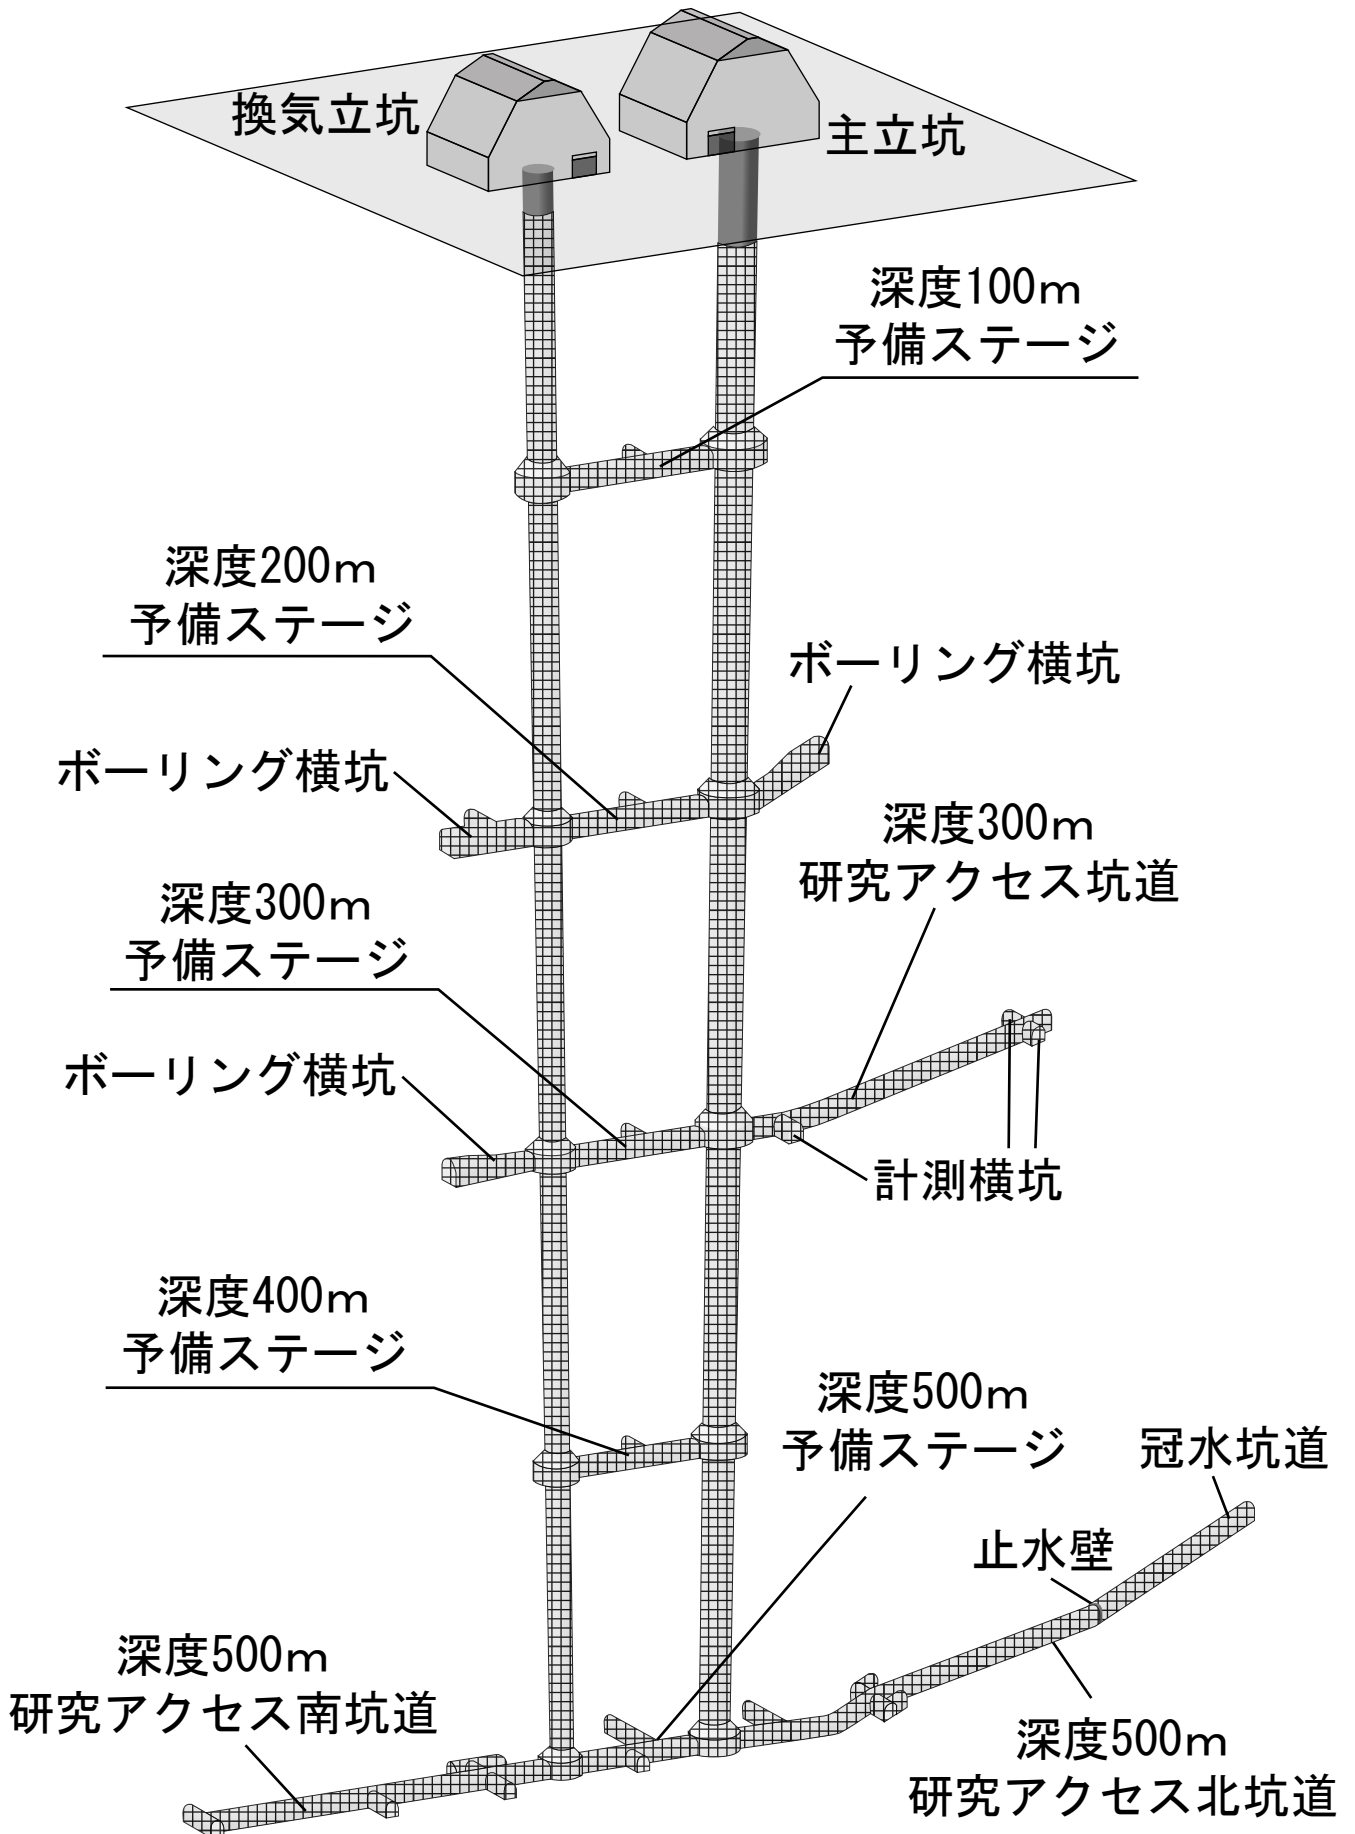 換気立坑
主立坑
深度100m
予備ステージ
深度200m
予備ステージ
ボーリング横坑
ボーリング横坑
深度300m
研究アクセス坑道
深度300m
予備ステージ
ボーリング横坑
計測横坑
深度400m
予備ステージ
深度500m
予備ステージ
冠水坑道
止水壁
深度500m
研究アクセス南坑道
深度500m
研究アクセス北坑道